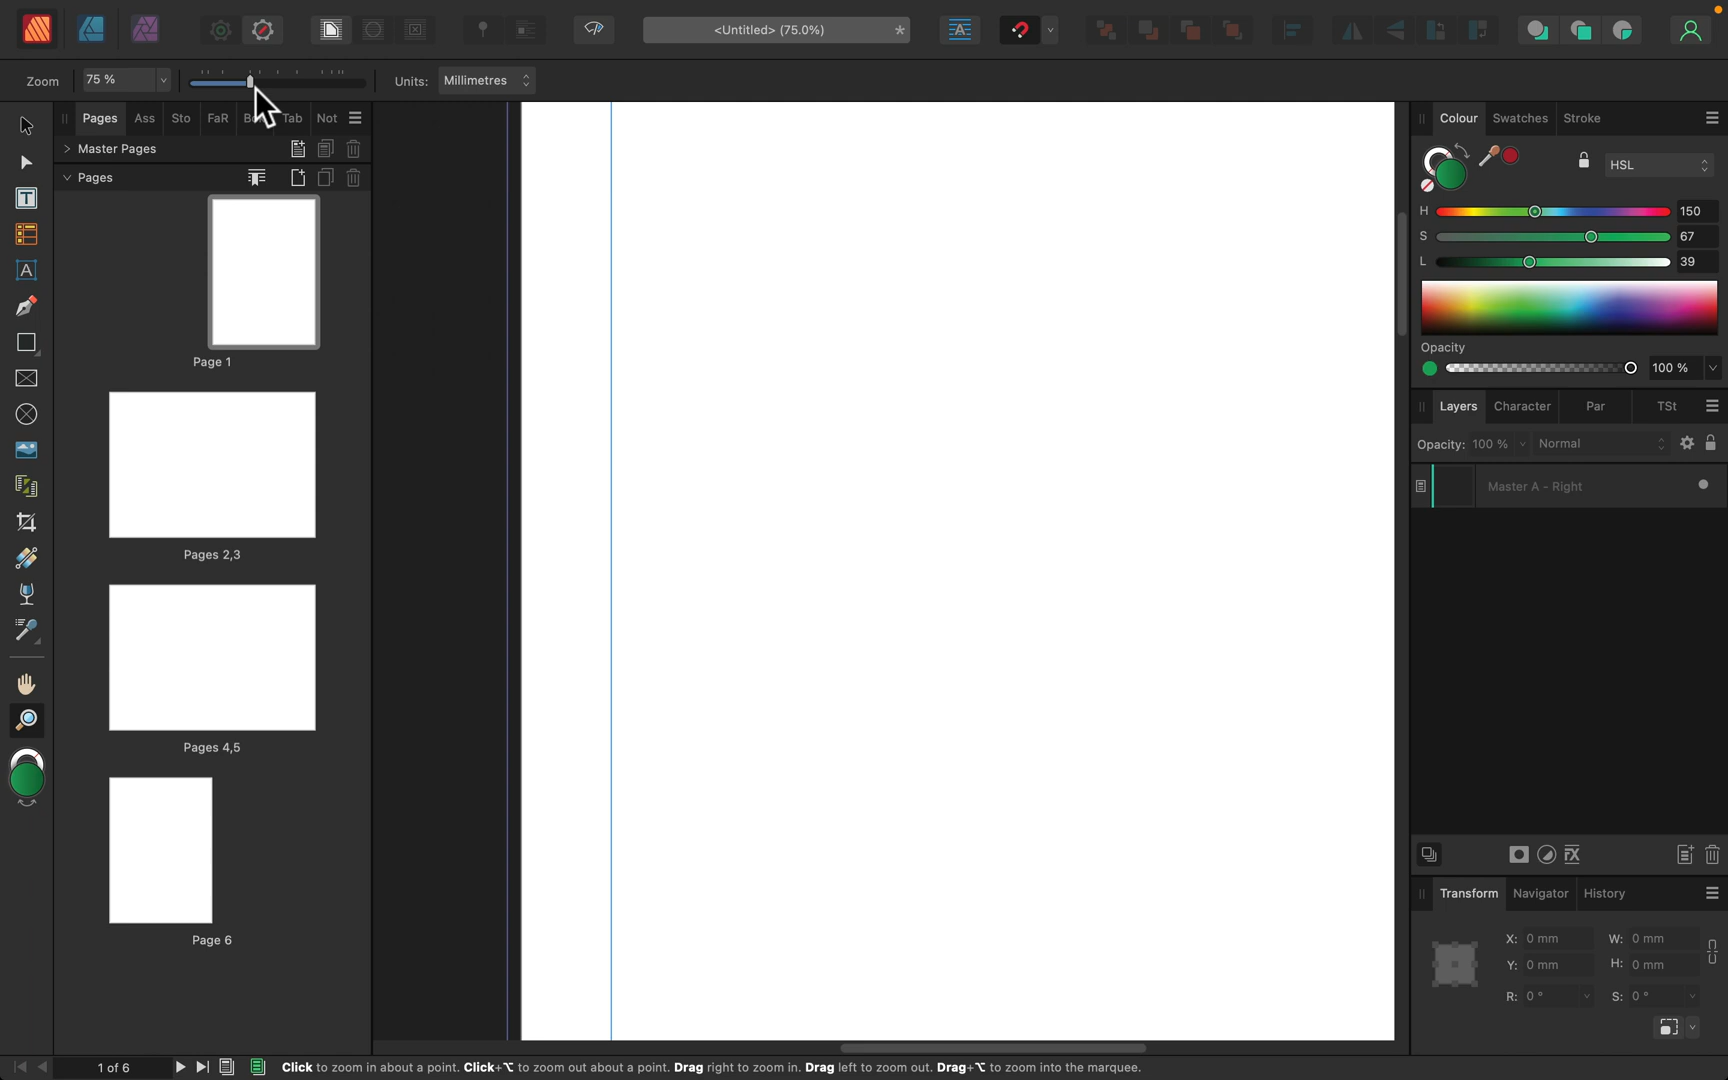 <Untitled> (75.0%) *
Zoom 75 % Units: Millimetres
Pages Ass Sto FaR Tab Not
Master Pages
Pages
Page 1
Pages 2,3
Pages 4,5
Page 6
Colour Swatches Stroke
HSL
H 150
S 67
L 39
Opacity
100 %
Layers Character Par TSt
Opacity: 100 % Normal
Master A - Right
Transform Navigator History
X: 0 mm W: 0 mm
Y: 0 mm H: 0 mm
R: 0 ° S: 0 °
1 of 6 Click to zoom in about a point. Click+⌥ to zoom out about a point. Drag right to zoom in. Drag left to zoom out. Drag+⌥ to zoom into the marquee.